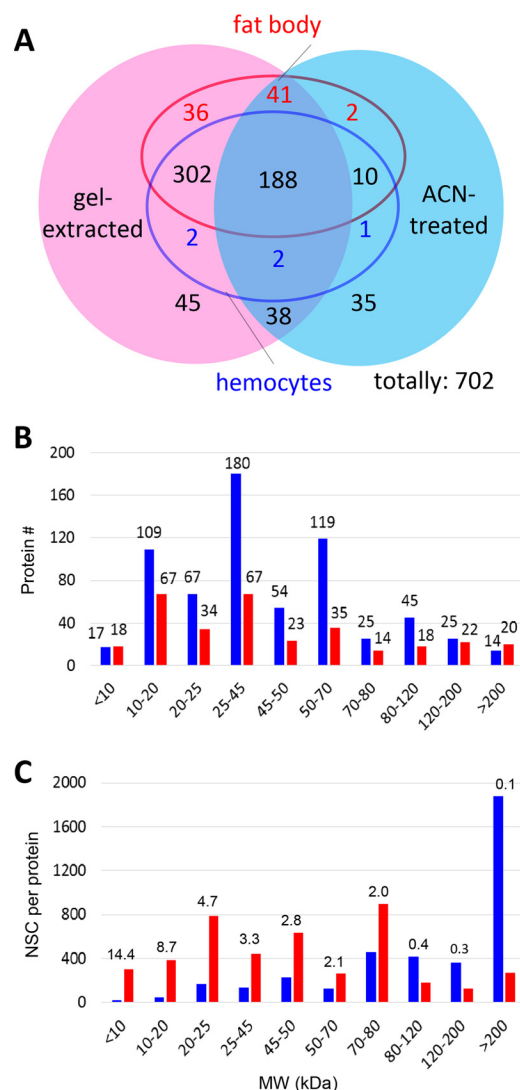 A
fat body
36 41 2
302 188 10
gel-
extracted
ACN-
treated
2 2 1
45 38 35
hemocytes
totally: 702
B
Protein #
200
160
120
80
40
0
17 18 109 67 67 34 180 67 54 23 119 35 25 14 45 18 25 22 14 20
<10 10-20 20-25 25-45 45-50 50-70 70-80 80-120 120-200 >200
C
NSC per protein
2000
1600
1200
800
400
0
14.4 8.7 4.7 3.3 2.8 2.1 2.0 0.4 0.3 0.1
<10 10-20 20-25 25-45 45-50 50-70 70-80 80-120 120-200 >200
MW (kDa)